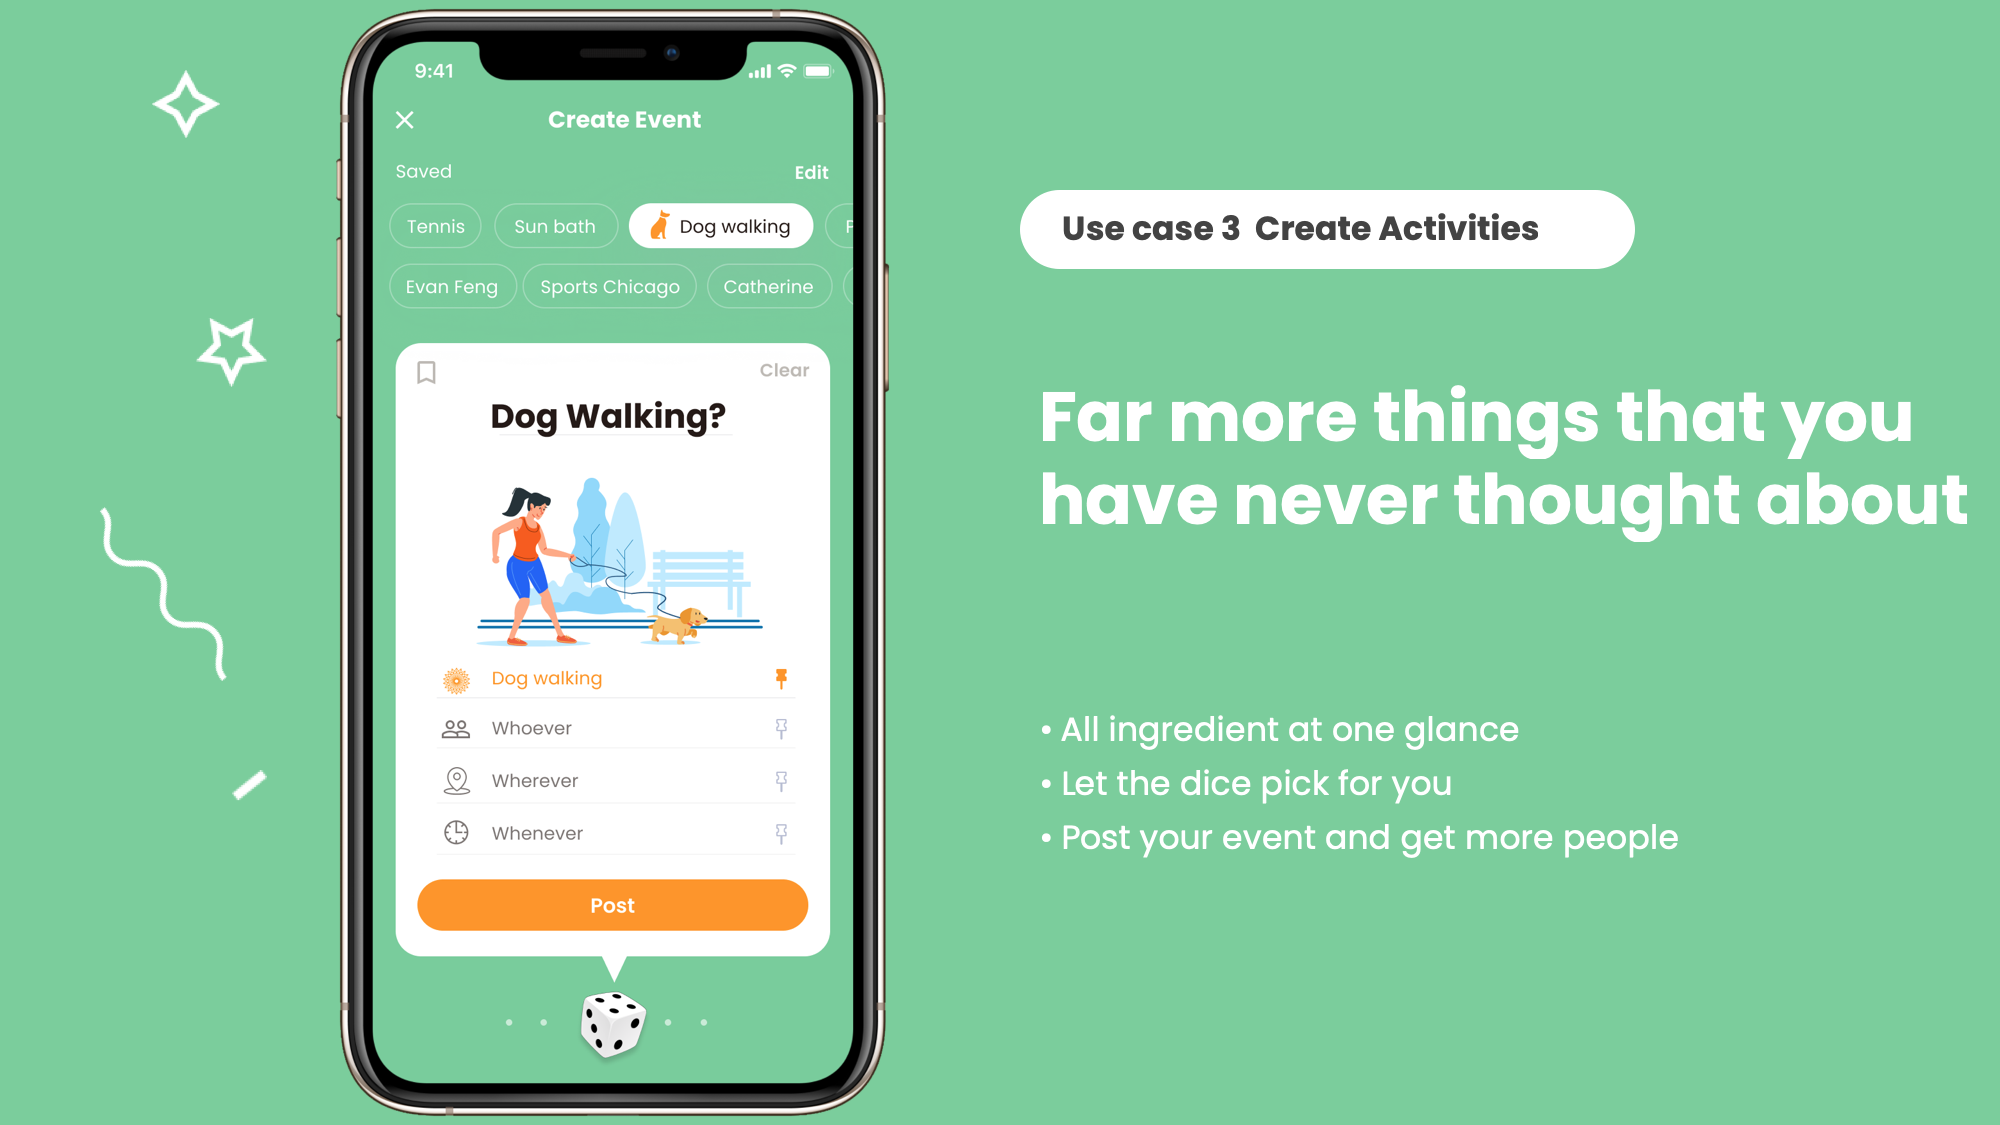 9:41
Create Event
Saved
Edit
Tennis
Sun bath
Dog walking
Evan Feng
Sports Chicago
Catherine
Clear
Dog Walking?
Dog walking
Whoever
Wherever
Whenever
Post
Use case 3 Create Activities
Far more things that you
have never thought about
• All ingredient at one glance
• Let the dice pick for you
• Post your event and get more people